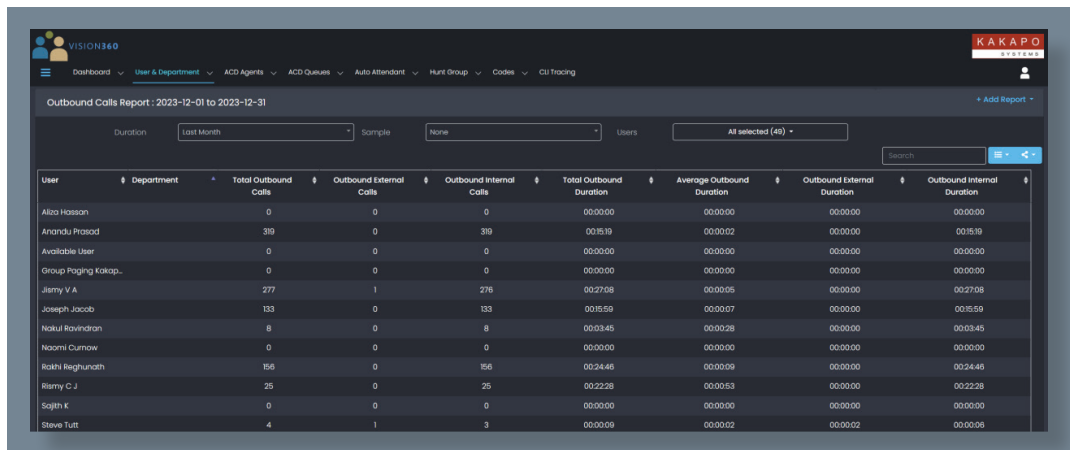 VISION360
KAKAPO
SYSTEMS
Dashboard User & Department ACD Agents ACD Queues Auto Attendant Hunt Group Codes CLI Tracing
Outbound Calls Report : 2023-12-01 to 2023-12-31 + Add Report
Duration Last Month Sample None Users All selected (49)
Search
User Department Total Outbound Calls Outbound External Calls Outbound Internal Calls Total Outbound Duration Average Outbound Duration Outbound External Duration Outbound Internal Duration
Aliza Hassan 0 0 0 00:00:00 00:00:00 00:00:00 00:00:00
Anandu Prasad 319 0 319 00:15:19 00:00:02 00:00:00 00:15:19
Available User 0 0 0 00:00:00 00:00:00 00:00:00 00:00:00
Group Paging Kakap... 0 0 0 00:00:00 00:00:00 00:00:00 00:00:00
Jismy V A 277 1 276 00:27:08 00:00:05 00:00:00 00:27:08
Joseph Jacob 133 0 133 00:15:59 00:00:07 00:00:00 00:15:59
Nakul Ravindran 8 0 8 00:03:45 00:00:28 00:00:00 00:03:45
Naomi Curnow 0 0 0 00:00:00 00:00:00 00:00:00 00:00:00
Rakhi Reghunath 156 0 156 00:24:46 00:00:09 00:00:00 00:24:46
Rismy C J 25 0 25 00:22:28 00:00:53 00:00:00 00:22:28
Sajith K 0 0 0 00:00:00 00:00:00 00:00:00 00:00:00
Steve Tutt 4 1 3 00:00:09 00:00:02 00:00:02 00:00:06